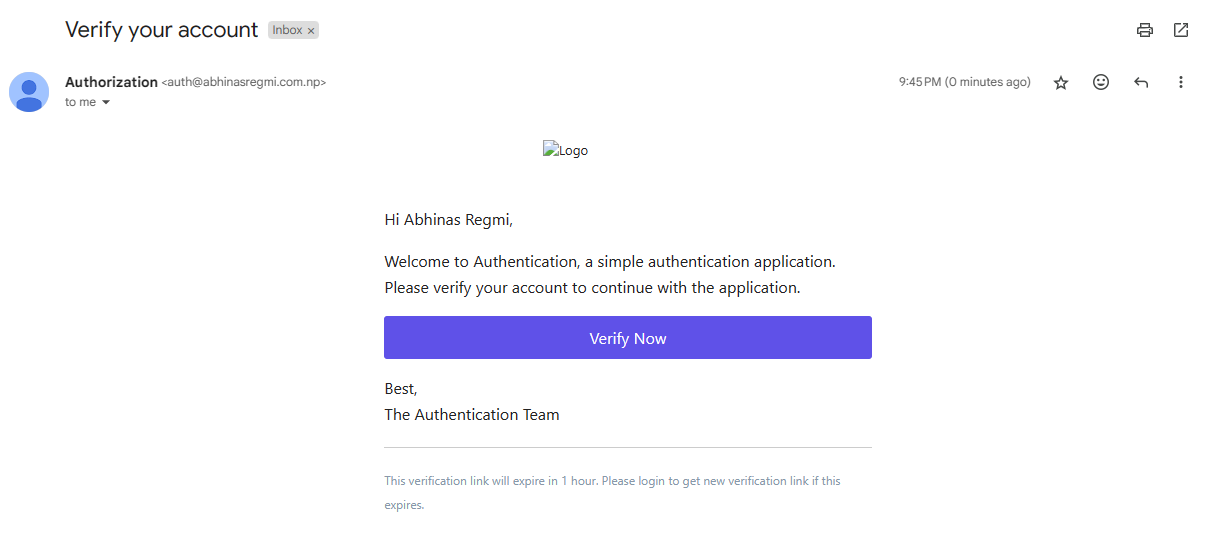 Verify your account Inbox ×
Authorization <auth@abhinasregmi.com.np> 9:45 PM (0 minutes ago)
to me
Logo
Hi Abhinas Regmi,
Welcome to Authentication, a simple authentication application.
Please verify your account to continue with the application.
Verify Now
Best,
The Authentication Team
This verification link will expire in 1 hour. Please login to get new verification link if this
expires.